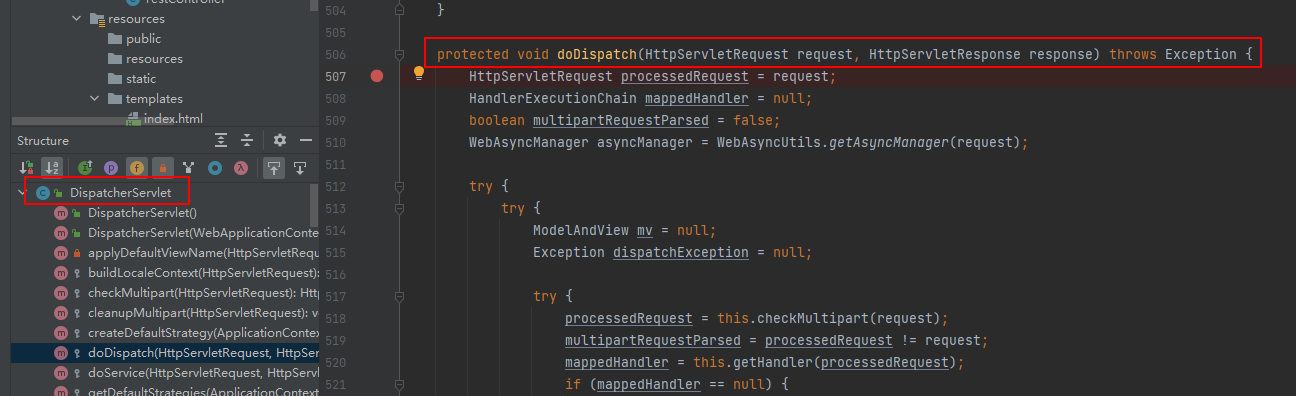 TestController
resources
public
resources
static
templates
index.html
Structure
DispatcherServlet
DispatcherServlet()
DispatcherServlet(WebApplicationConte
applyDefaultViewName(HttpServletRequ
buildLocaleContext(HttpServletRequest):
checkMultipart(HttpServletRequest): Http
cleanupMultipart(HttpServletRequest): v
createDefaultStrategy(ApplicationContext
doDispatch(HttpServletRequest, HttpServ
doService(HttpServletRequest, HttpServl
getDefaultStrategies(ApplicationContext
504 }
505
506 protected void doDispatch(HttpServletRequest request, HttpServletResponse response) throws Exception {
507 HttpServletRequest processedRequest = request;
508 HandlerExecutionChain mappedHandler = null;
509 boolean multipartRequestParsed = false;
510 WebAsyncManager asyncManager = WebAsyncUtils.getAsyncManager(request);
511
512 try {
513 try {
514 ModelAndView mv = null;
515 Exception dispatchException = null;
516
517 try {
518 processedRequest = this.checkMultipart(request);
519 multipartRequestParsed = processedRequest != request;
520 mappedHandler = this.getHandler(processedRequest);
521 if (mappedHandler == null) {